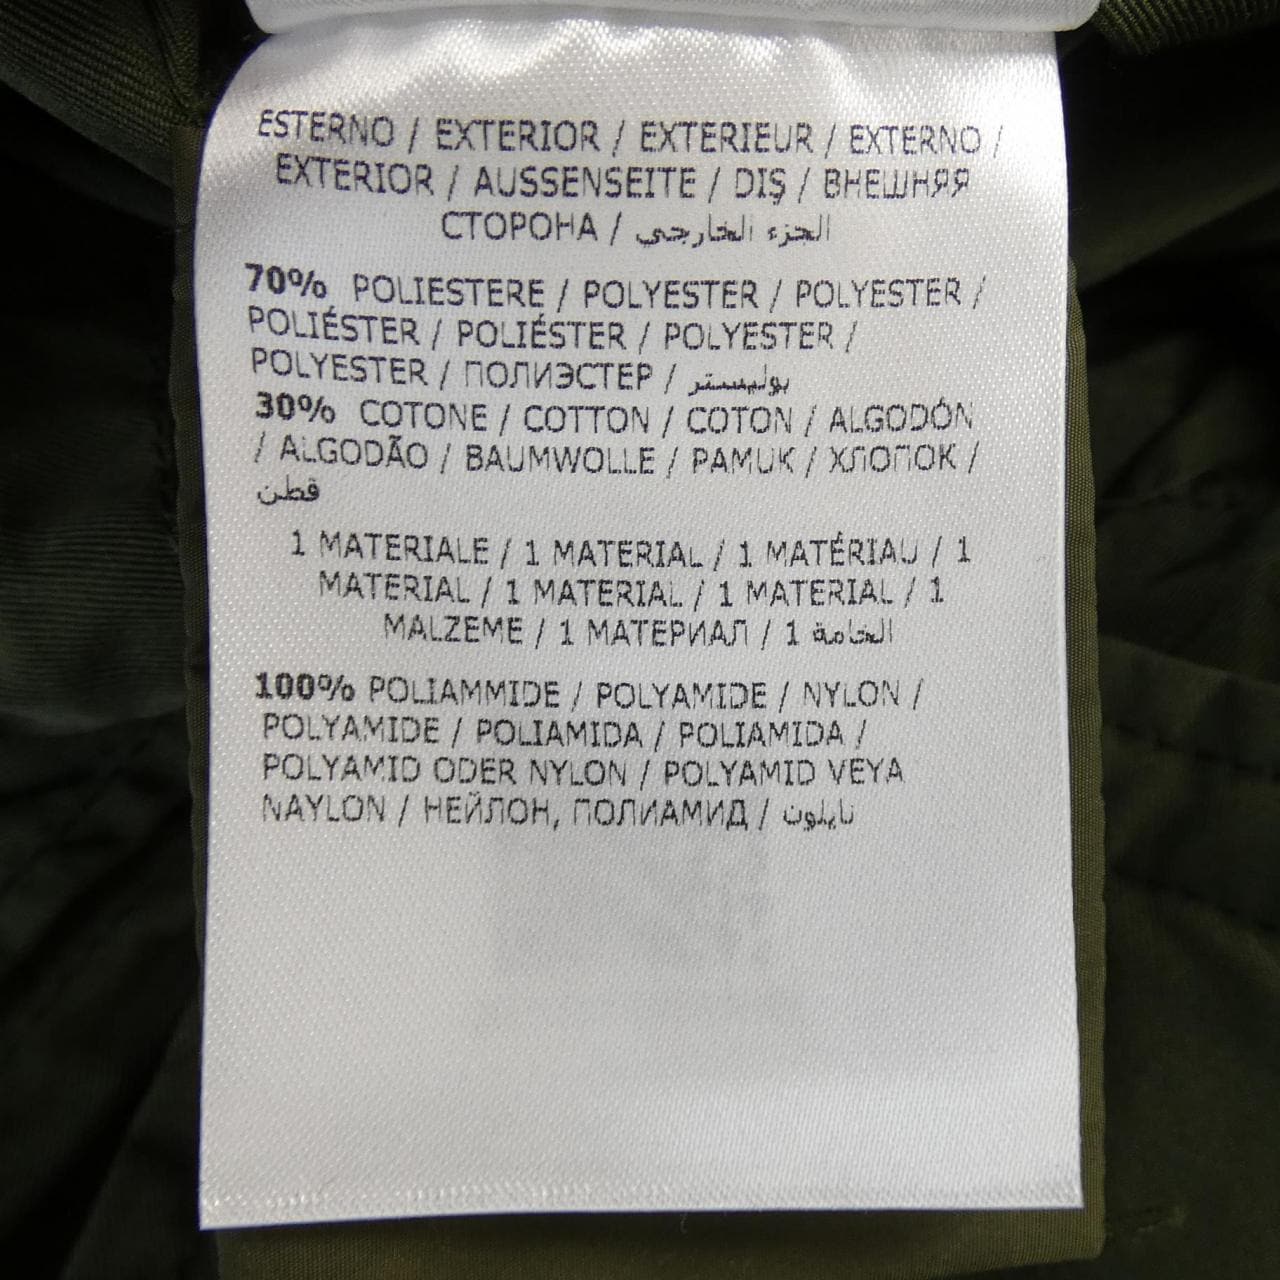 ESTERNO / EXTERIOR / EXTERIEUR / EXTERNO /
EXTERIOR / AUSSENSEITE / DIŞ / ВНЕШНЯЯ
СТОРОНА / الجزء الخارجي
70% POLIESTERE / POLYESTER / POLYESTER /
POLIÉSTER / POLIÉSTER / POLYESTER /
POLYESTER / ПОЛИЭСТЕР / بوليستر
30% COTONE / COTTON / COTON / ALGODÓN
/ ALGODÃO / BAUMWOLLE / PAMUK / ХЛОПОК /
قطن
1 MATERIALE / 1 MATERIAL / 1 MATÉRIAU / 1
MATERIAL / 1 MATERIAL / 1 MATERIAL / 1
MALZEME / 1 МАТЕРИАЛ / 1 الخامة
100% POLIAMMIDE / POLYAMIDE / NYLON /
POLYAMIDE / POLIAMIDA / POLIAMIDA /
POLYAMID ODER NYLON / POLYAMID VEYA
NAYLON / НЕЙЛОН, ПОЛИАМИД / نايلون